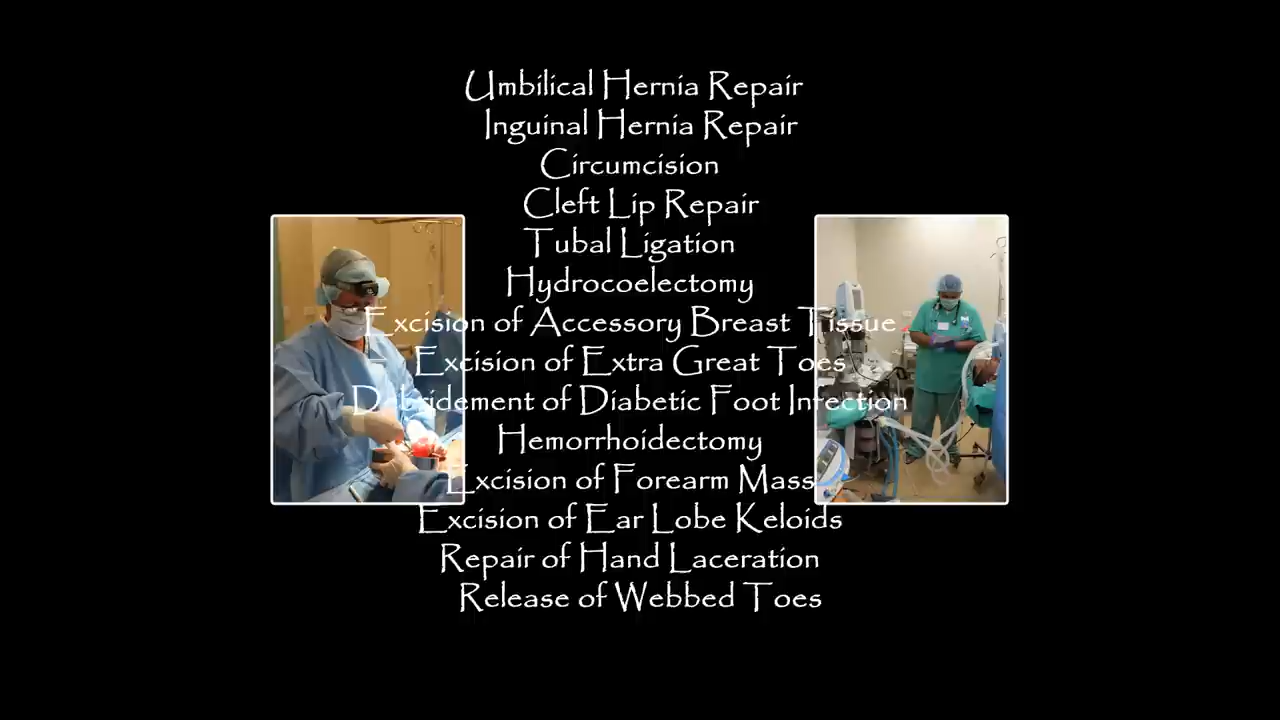 Umbilical Hernia Repair
Inguinal Hernia Repair
Circumcision
Cleft Lip Repair
Tubal Ligation
Hydrocoelectomy
Excision of Accessory Breast Tissue
Excision of Extra Great Toes
Debridement of Diabetic Foot Infection
Hemorrhoidectomy
Excision of Forearm Mass
Excision of Ear Lobe Keloids
Repair of Hand Laceration
Release of Webbed Toes